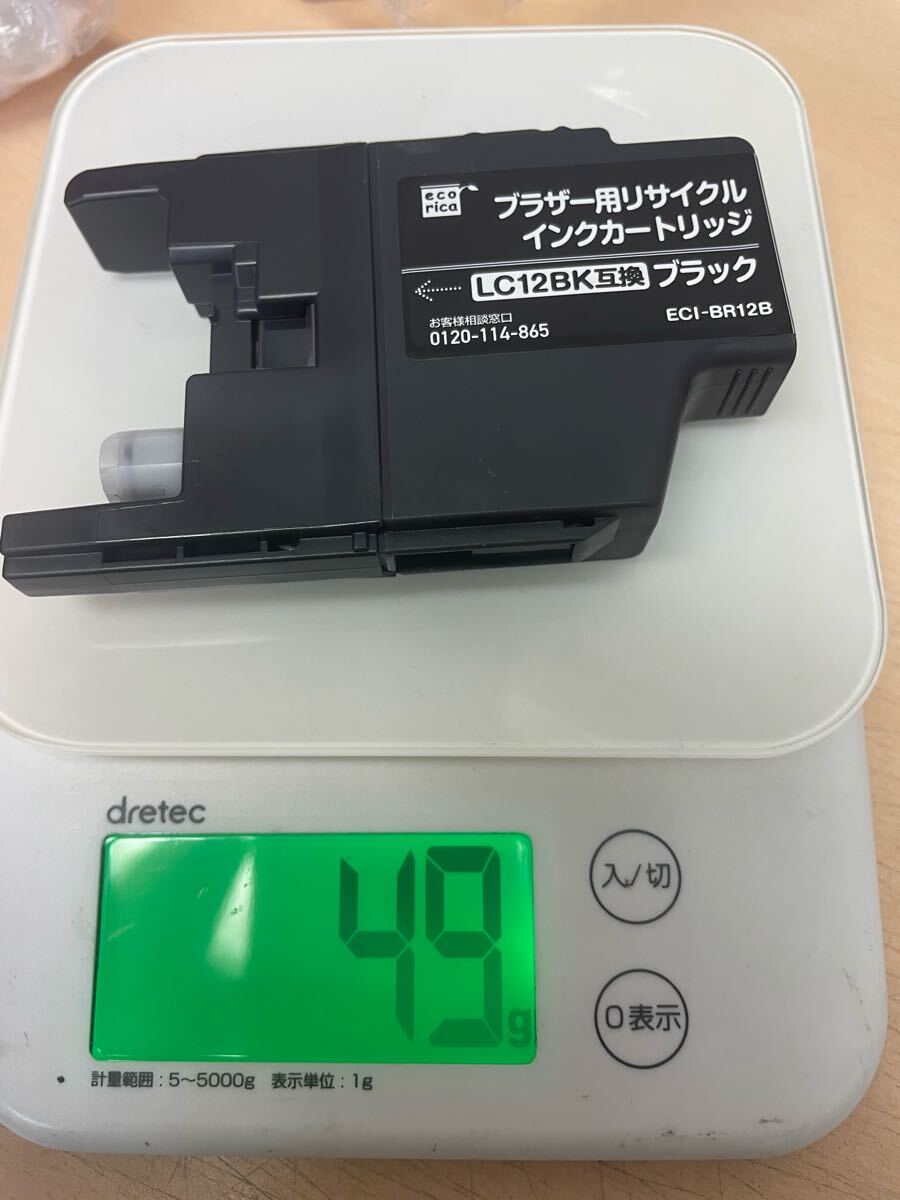 eco
rica
ブラザー用リサイクル
インクカートリッジ
LC12BK互換 ブラック
ECI-BR12B
お客様相談窓口
0120-114-865
dretec
49g
入/切
0表示
計量範囲:5~5000g 表示単位:1g